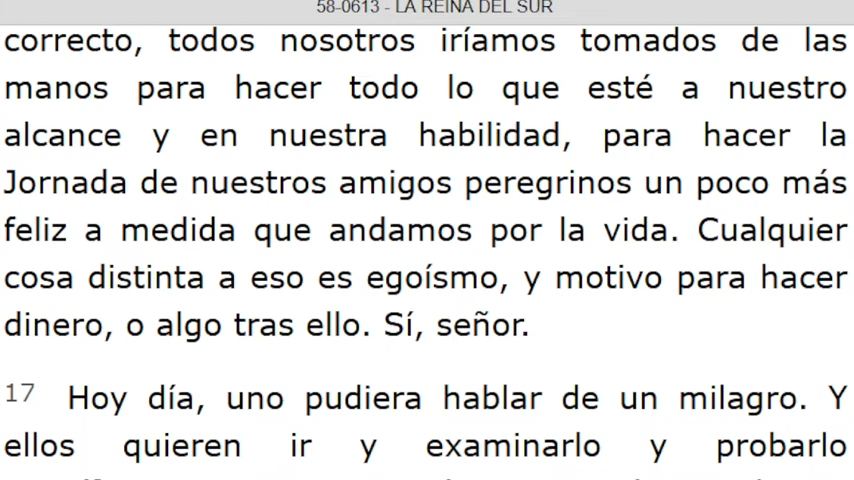 58-0613 - LA REINA DEL SUR
correcto, todos nosotros iríamos tomados de las
manos para hacer todo lo que esté a nuestro
alcance y en nuestra habilidad, para hacer la
Jornada de nuestros amigos peregrinos un poco más
feliz a medida que andamos por la vida. Cualquier
cosa distinta a eso es egoísmo, y motivo para hacer
dinero, o algo tras ello. Sí, señor.
17 Hoy día, uno pudiera hablar de un milagro. Y
ellos quieren ir y examinarlo y probarlo